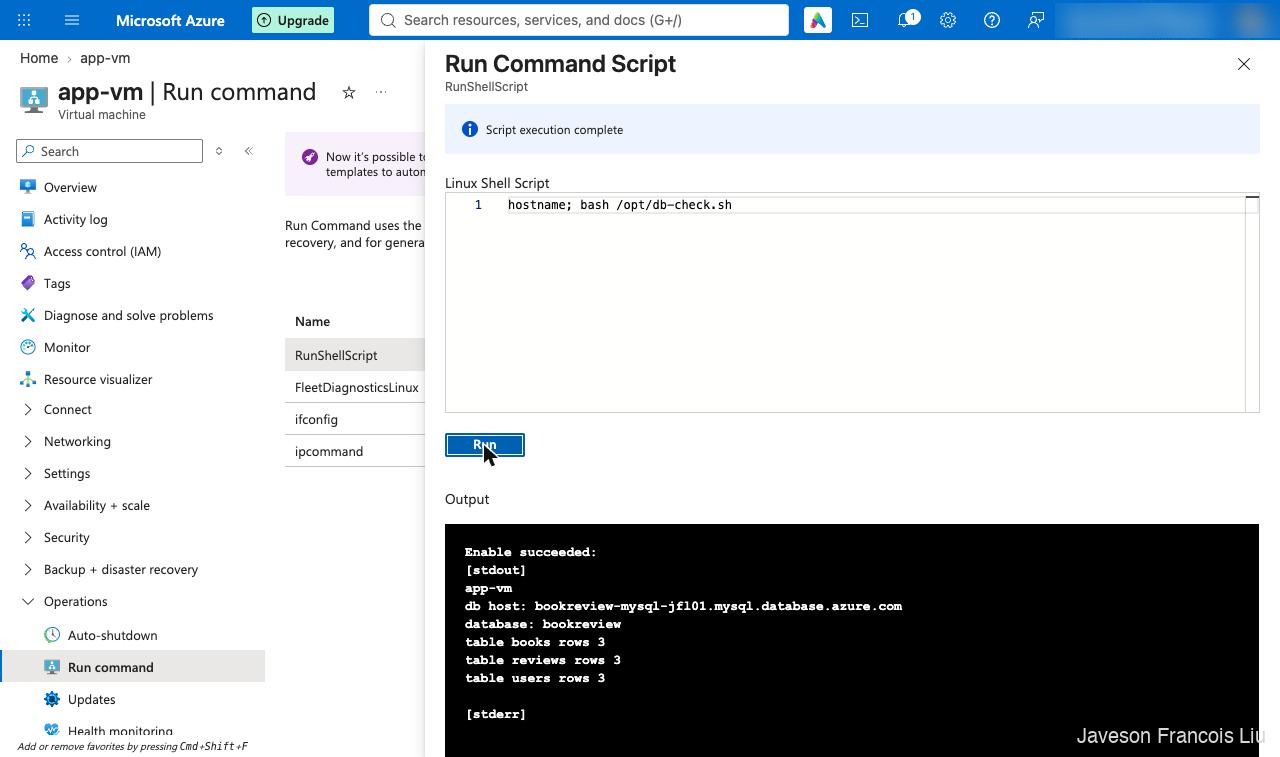 Microsoft Azure
Upgrade
Search resources, services, and docs (G+/)
1
Home › app-vm
app-vm | Run command
Virtual machine
Search
Overview
Activity log
Access control (IAM)
Tags
Diagnose and solve problems
Monitor
Resource visualizer
Connect
Networking
Settings
Availability + scale
Security
Backup + disaster recovery
Operations
Auto-shutdown
Run command
Updates
Health monitoring
Add or remove favorites by pressing Cmd+Shift+F
Now it's possible to
templates to autom
Run Command uses the
recovery, and for genera
Name
RunShellScript
FleetDiagnosticsLinux
ifconfig
ipcommand
Run Command Script
RunShellScript
Script execution complete
Linux Shell Script
1 hostname; bash /opt/db-check.sh
Run
Output
Enable succeeded:
[stdout]
app-vm
db host: bookreview-mysql-jfl01.mysql.database.azure.com
database: bookreview
table books rows 3
table reviews rows 3
table users rows 3
[stderr]
Javeson Francois Liu